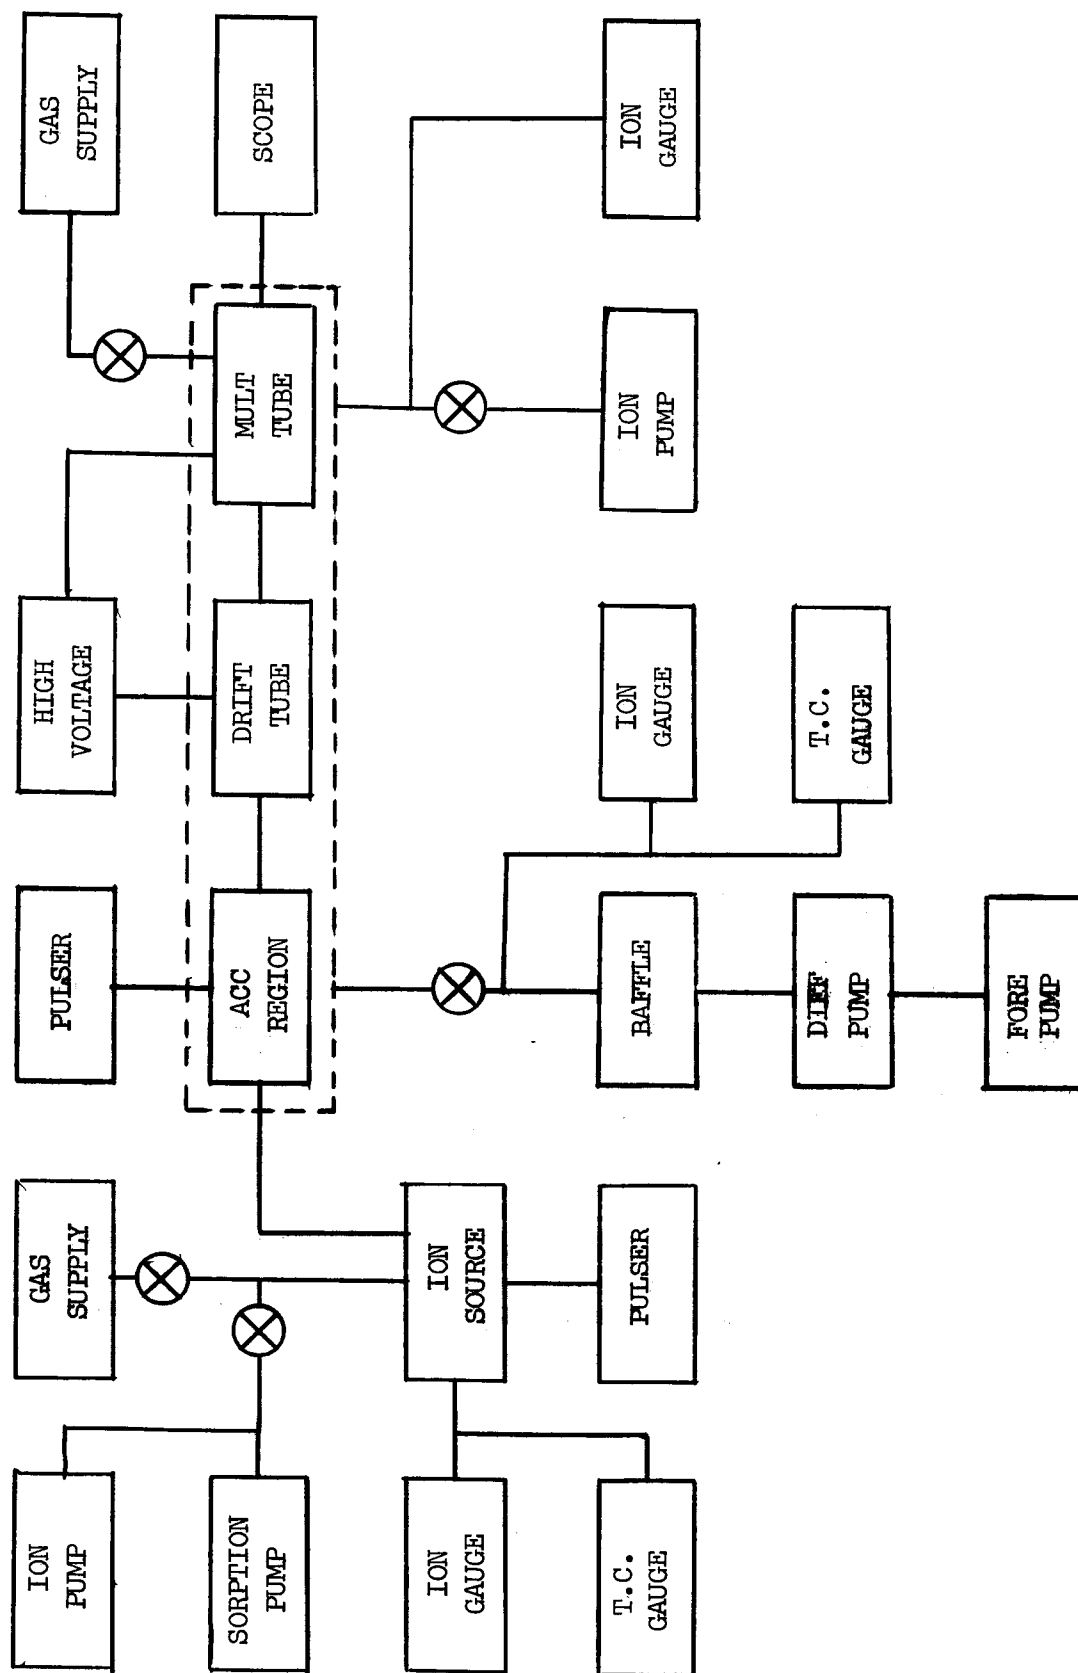 ION
PUMP
GAS
SUPPLY
PULSER
HIGH
VOLTAGE
GAS
SUPPLY
SORPTION
PUMP
ACC
REGION
DRIFT
TUBE
MULT
TUBE
SCOPE
ION
GAUGE
ION
SOURCE
T.C.
GAUGE
PULSER
BAFFLE
ION
GAUGE
ION
PUMP
ION
GAUGE
DIFF
PUMP
T.C.
GAUGE
FORE
PUMP